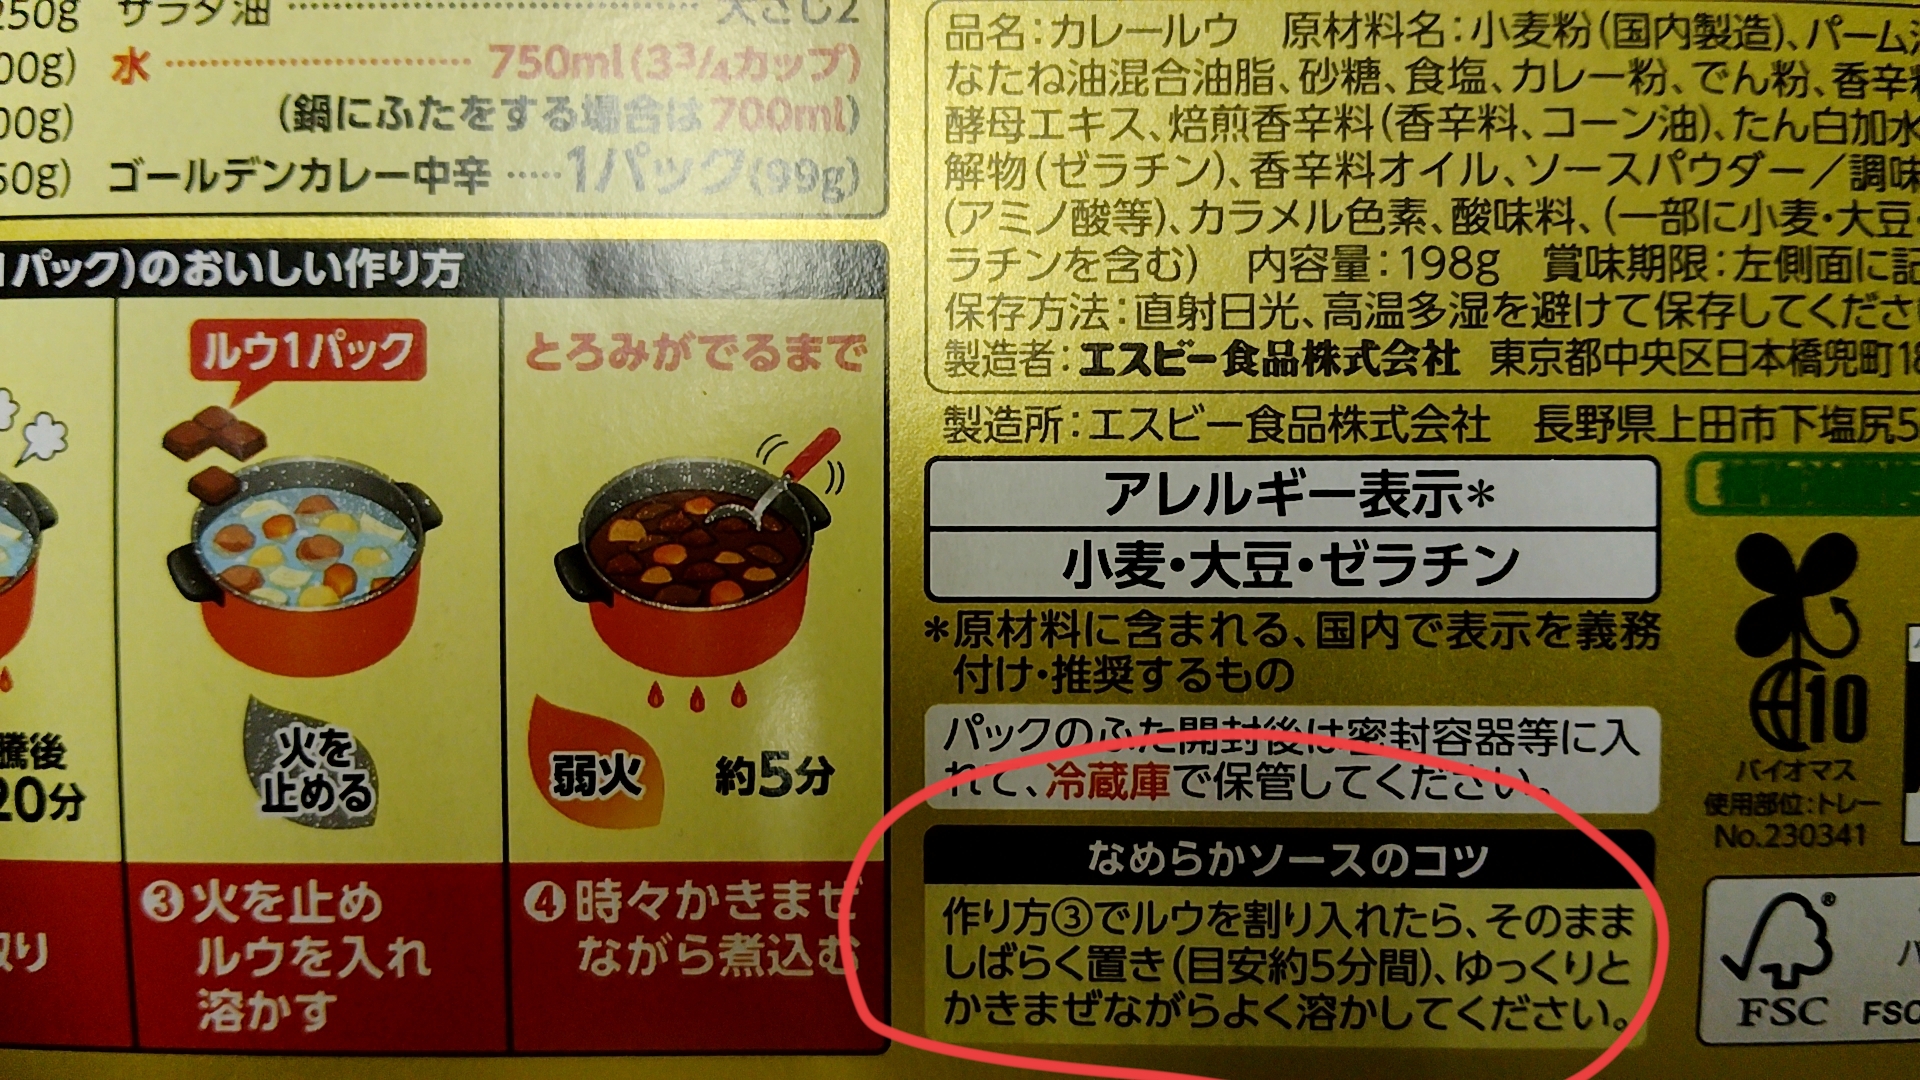 250g サラダ油 大さじ2
00g) 水 750ml(3¾カップ)
00g) (鍋にふたをする場合は700ml)
50g) ゴールデンカレー中辛 1パック(99g)
1パック)のおいしい作り方
ルウ1パック
火を
止める
③火を止め
ルウを入れ
溶かす
とろみがでるまで
弱火 約5分
④時々かきまぜ
ながら煮込む
騰後
20分
取り
品名:カレールウ 原材料名:小麦粉(国内製造)、パーム
なたね油混合油脂、砂糖、食塩、カレー粉、でん粉、香辛
酵母エキス、焙煎香辛料(香辛料、コーン油)、たん白加水
解物(ゼラチン)、香辛料オイル、ソースパウダー/調味
(アミノ酸等)、カラメル色素、酸味料、(一部に小麦・大豆・
ラチンを含む) 内容量:198g 賞味期限:左側面に記
保存方法:直射日光、高温多湿を避けて保存してくださ
製造者:エスビー食品株式会社 東京都中央区日本橋兜町18
製造所:エスビー食品株式会社 長野県上田市下塩尻5
アレルギー表示*
小麦・大豆・ゼラチン
*原材料に含まれる、国内で表示を義務
付け・推奨するもの
パックのふた開封後は密封容器等に入
れて、冷蔵庫で保管してください。
なめらかソースのコツ
作り方③でルウを割り入れたら、そのまま
しばらく置き(目安約5分間)、ゆっくりと
かきまぜながらよく溶かしてください。
10
バイオマス
使用部位:トレー
No.230341
®
FSC
FSC